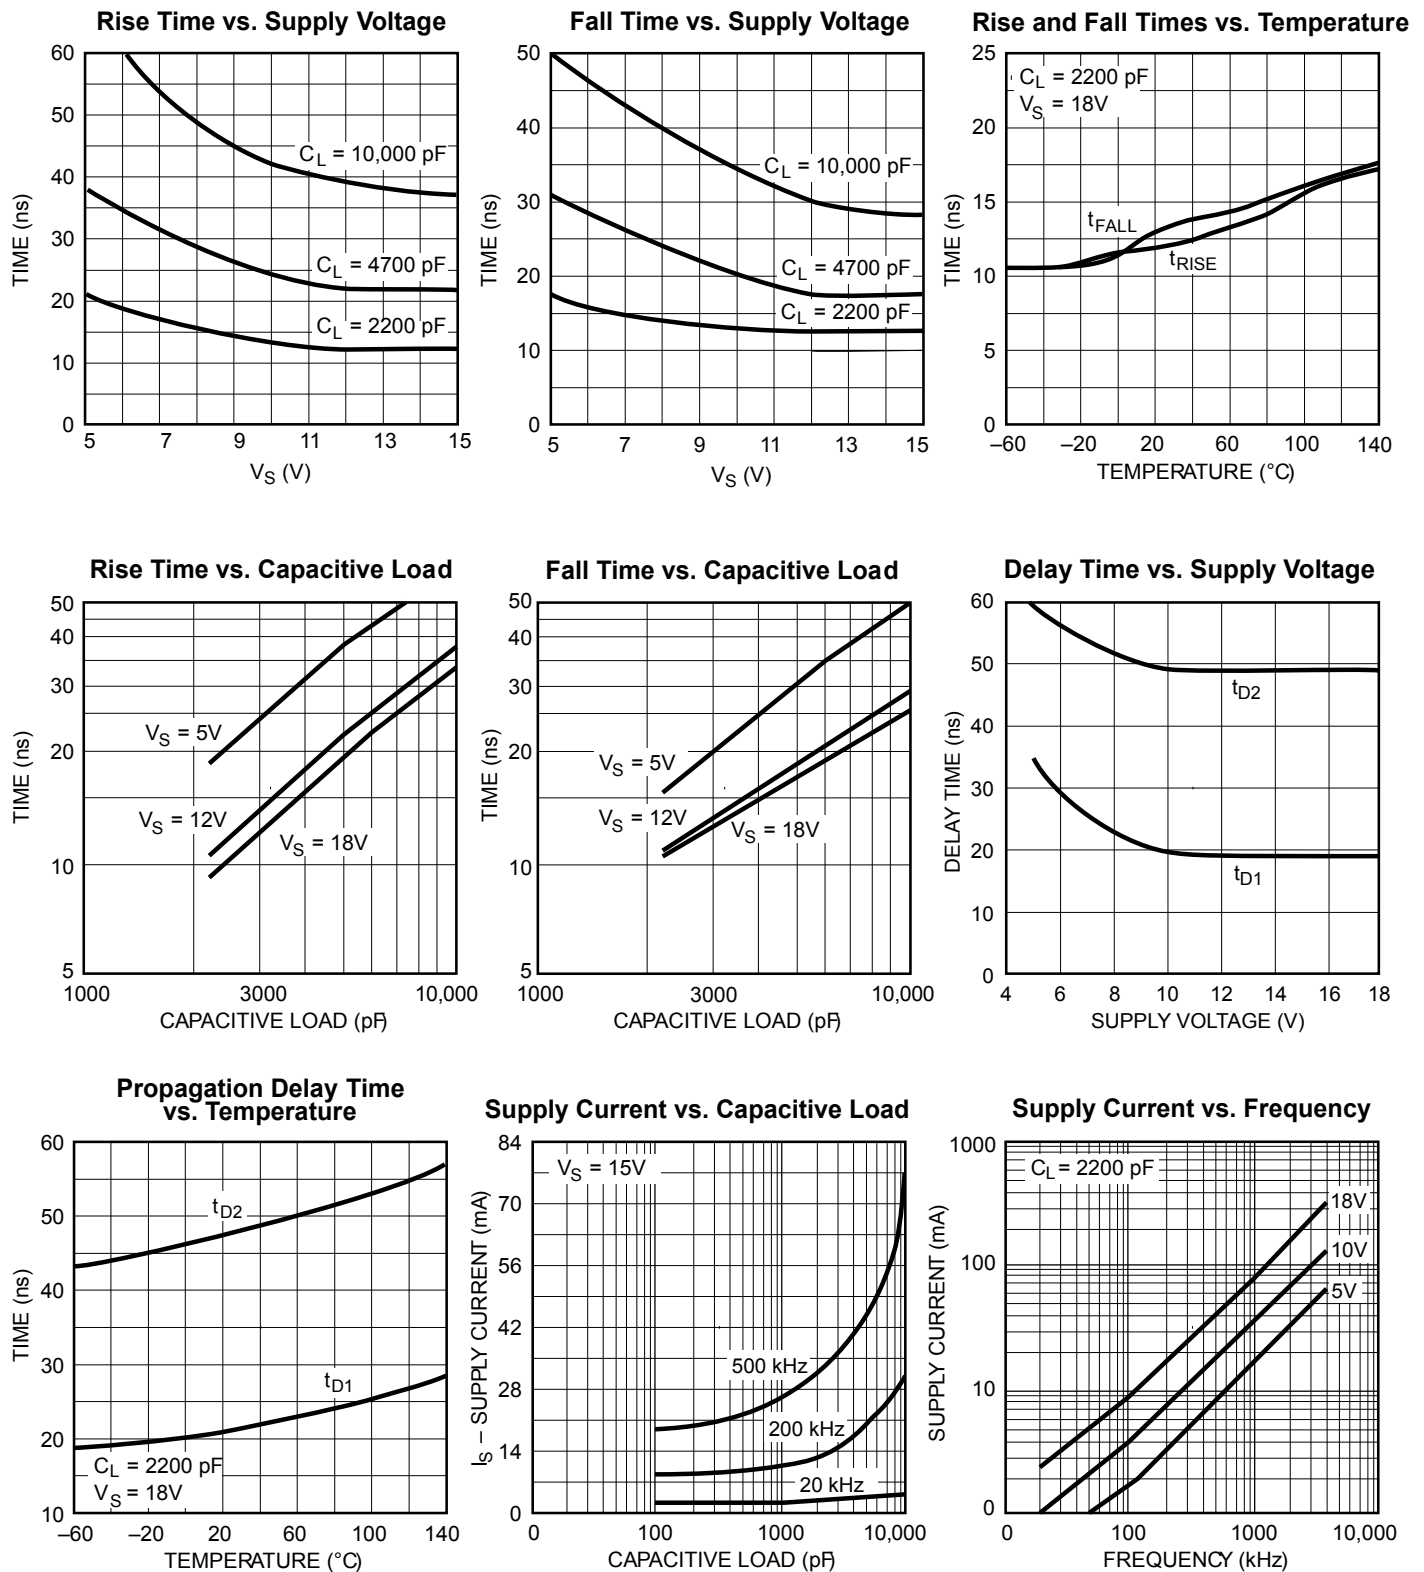 Rise Time vs. Supply Voltage
60
50
40
30
20
10
0
TIME (ns)
C_L = 10,000 pF
C_L = 4700 pF
C_L = 2200 pF
5 7 9 11 13 15
V_S (V)
Fall Time vs. Supply Voltage
50
40
30
20
10
0
TIME (ns)
C_L = 10,000 pF
C_L = 4700 pF
C_L = 2200 pF
5 7 9 11 13 15
V_S (V)
Rise and Fall Times vs. Temperature
25
20
15
10
5
0
TIME (ns)
C_L = 2200 pF
V_S = 18V
t_FALL
t_RISE
–60 –20 20 60 100 140
TEMPERATURE (°C)
Rise Time vs. Capacitive Load
50
40
30
20
10
5
TIME (ns)
V_S = 5V
V_S = 12V
V_S = 18V
1000 3000 10,000
CAPACITIVE LOAD (pF)
Fall Time vs. Capacitive Load
50
40
30
20
10
5
TIME (ns)
V_S = 5V
V_S = 12V
V_S = 18V
1000 3000 10,000
CAPACITIVE LOAD (pF)
Delay Time vs. Supply Voltage
60
50
40
30
20
10
0
DELAY TIME (ns)
t_D2
t_D1
4 6 8 10 12 14 16 18
SUPPLY VOLTAGE (V)
Propagation Delay Time
vs. Temperature
60
50
40
30
20
10
TIME (ns)
t_D2
t_D1
C_L = 2200 pF
V_S = 18V
–60 –20 20 60 100 140
TEMPERATURE (°C)
Supply Current vs. Capacitive Load
84
70
56
42
28
14
0
I_S – SUPPLY CURRENT (mA)
V_S = 15V
500 kHz
200 kHz
20 kHz
0 100 1000 10,000
CAPACITIVE LOAD (pF)
Supply Current vs. Frequency
1000
100
10
0
SUPPLY CURRENT (mA)
C_L = 2200 pF
18V
10V
5V
0 100 1000 10,000
FREQUENCY (kHz)